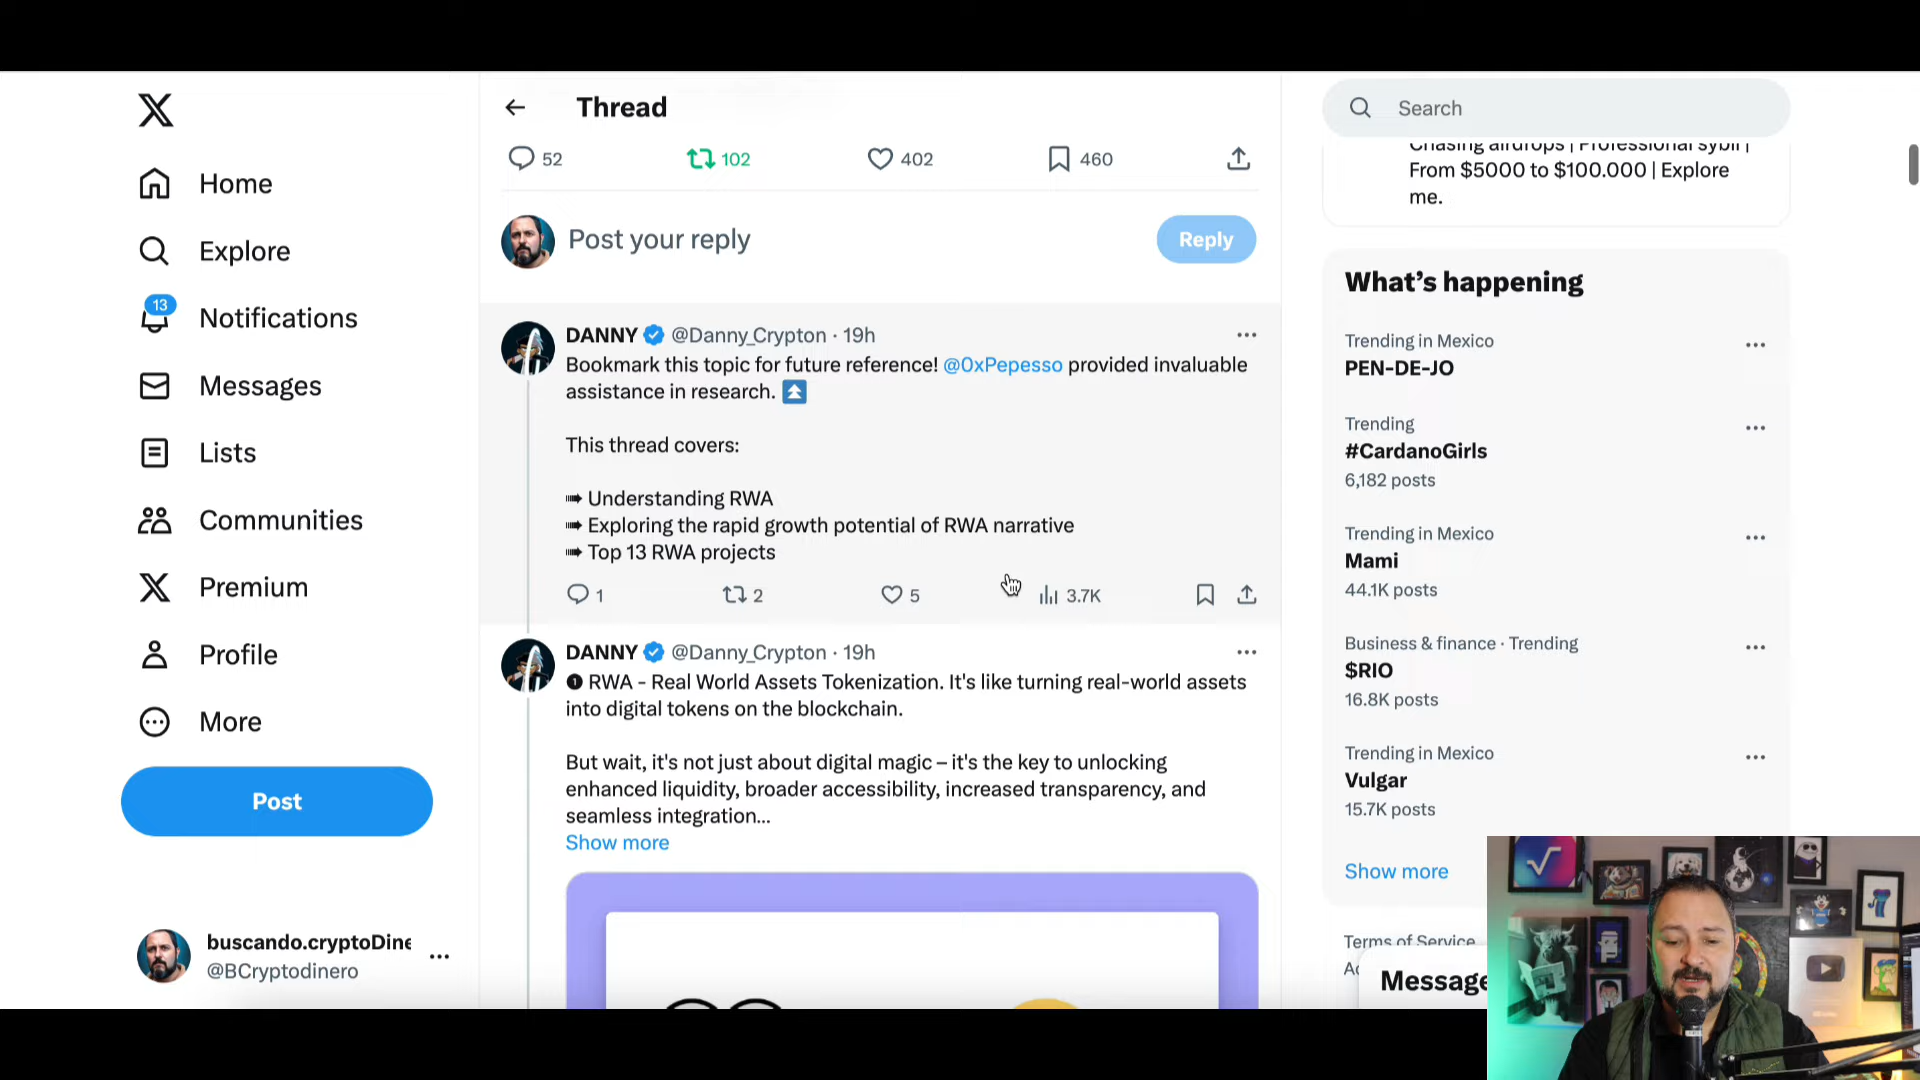 Home
Explore
13
Notifications
Messages
Lists
Communities
Premium
Profile
More
Post
buscando.cryptoDine
@BCryptodinero
Thread
52
102
402
460
Post your reply
Reply
DANNY @Danny_Crypton · 19h
Bookmark this topic for future reference! @0xPepesso provided invaluable
assistance in research.
This thread covers:
➠ Understanding RWA
➠ Exploring the rapid growth potential of RWA narrative
➠ Top 13 RWA projects
1
2
5
3.7K
DANNY @Danny_Crypton · 19h
❶ RWA - Real World Assets Tokenization. It's like turning real-world assets
into digital tokens on the blockchain.
But wait, it's not just about digital magic – it's the key to unlocking
enhanced liquidity, broader accessibility, increased transparency, and
seamless integration...
Show more
Search
Chasing airdrops | Professional sybil |
From $5000 to $100.000 | Explore
me.
What’s happening
Trending in Mexico
PEN-DE-JO
Trending
#CardanoGirls
6,182 posts
Trending in Mexico
Mami
44.1K posts
Business & finance · Trending
$RIO
16.8K posts
Trending in Mexico
Vulgar
15.7K posts
Show more
Terms of Service
Message